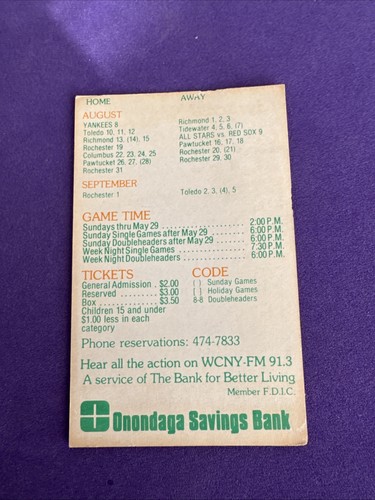 HOME AWAY
AUGUST
YANKEES 8
Toledo 10, 11, 12
Richmond 13, (14), 15
Rochester 19
Columbus 22, 23, 24, 25
Pawtucket 26, 27, (28)
Rochester 31
Richmond 1, 2, 3
Tidewater 4, 5, 6, (7)
ALL STARS vs. RED SOX 9
Pawtucket 16, 17, 18
Rochester 20, (21)
Rochester 29, 30
SEPTEMBER
Rochester 1
Toledo 2, 3, (4), 5
GAME TIME
Sundays thru May 29 . . . . . . . . . . . . . . . . 2:00 P.M.
Sunday Single Games after May 29 . . . . . 6:00 P.M.
Sunday Doubleheaders after May 29 . . . . 6:00 P.M.
Week Night Single Games . . . . . . . . . . . . 7:30 P.M.
Week Night Doubleheaders . . . . . . . . . . . 6:00 P.M.
TICKETS
General Admission . $2.00
Reserved . . . . . . . $3.00
Box . . . . . . . . . . . $3.50
Children 15 and under
$1.00 less in each
category
CODE
( ) Sunday Games
[ ] Holiday Games
8-8 Doubleheaders
Phone reservations: 474-7833
Hear all the action on WCNY-FM 91.3
A service of The Bank for Better Living
Member F.D.I.C.
Onondaga Savings Bank